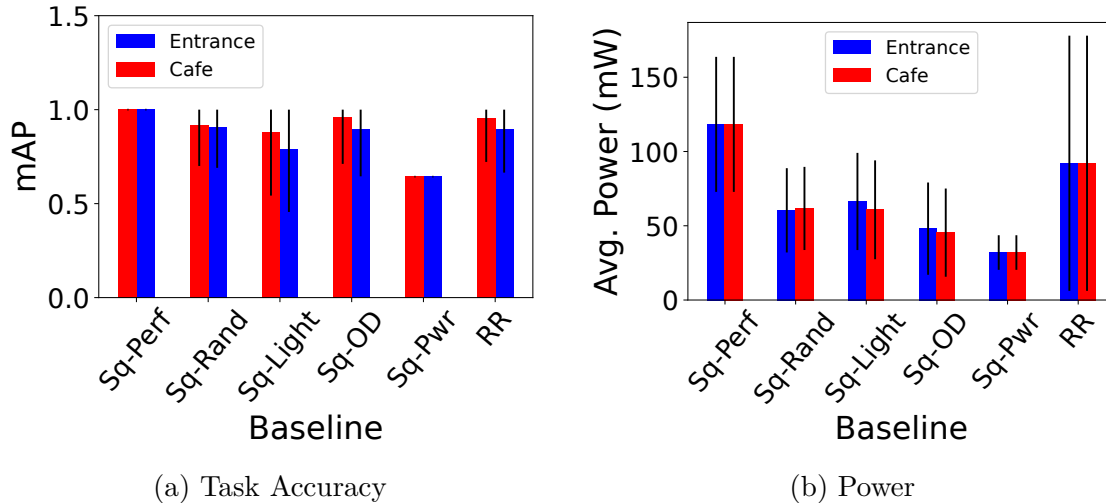 1.5
1.0
0.5
0.0
mAP
Entrance
Cafe
Sq-Perf
Sq-Rand
Sq-Light
Sq-OD
Sq-Pwr
RR
Baseline
(a) Task Accuracy
150
100
50
0
Avg. Power (mW)
Entrance
Cafe
Sq-Perf
Sq-Rand
Sq-Light
Sq-OD
Sq-Pwr
RR
Baseline
(b) Power